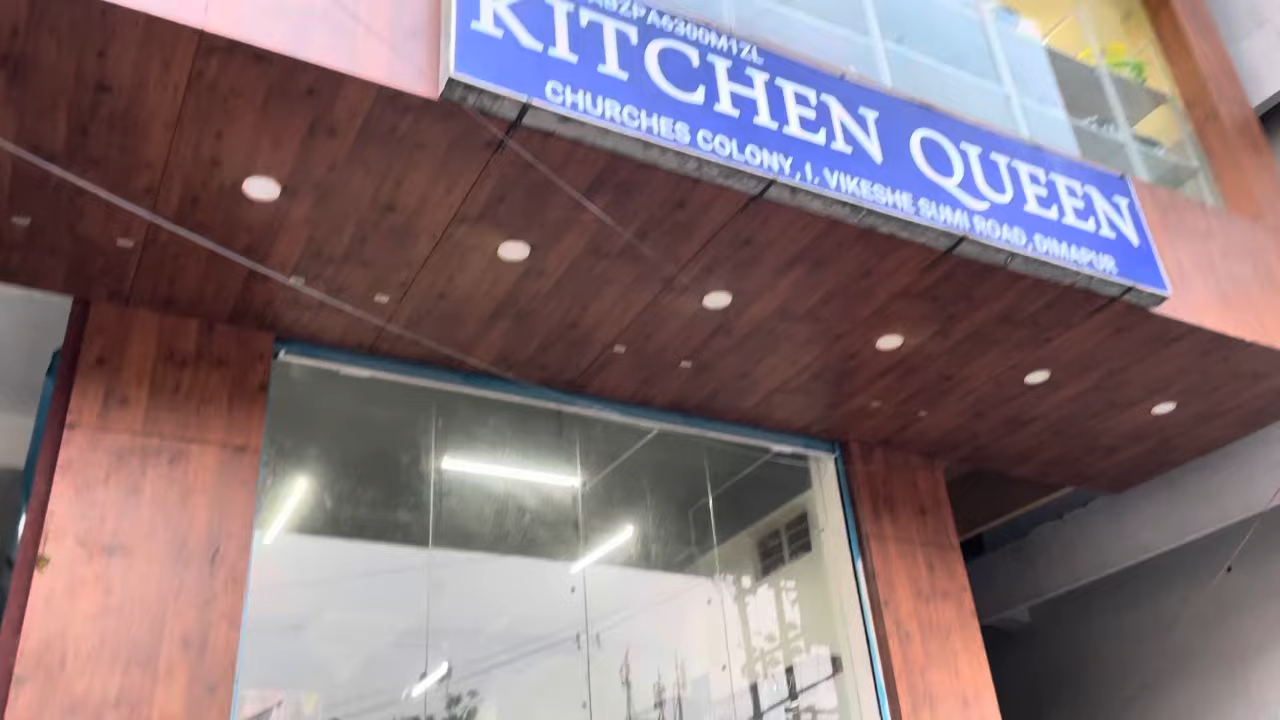 KITCHEN QUEEN
CHURCHES COLONY, I. VIKESHE SUMI ROAD, DIMAPUR